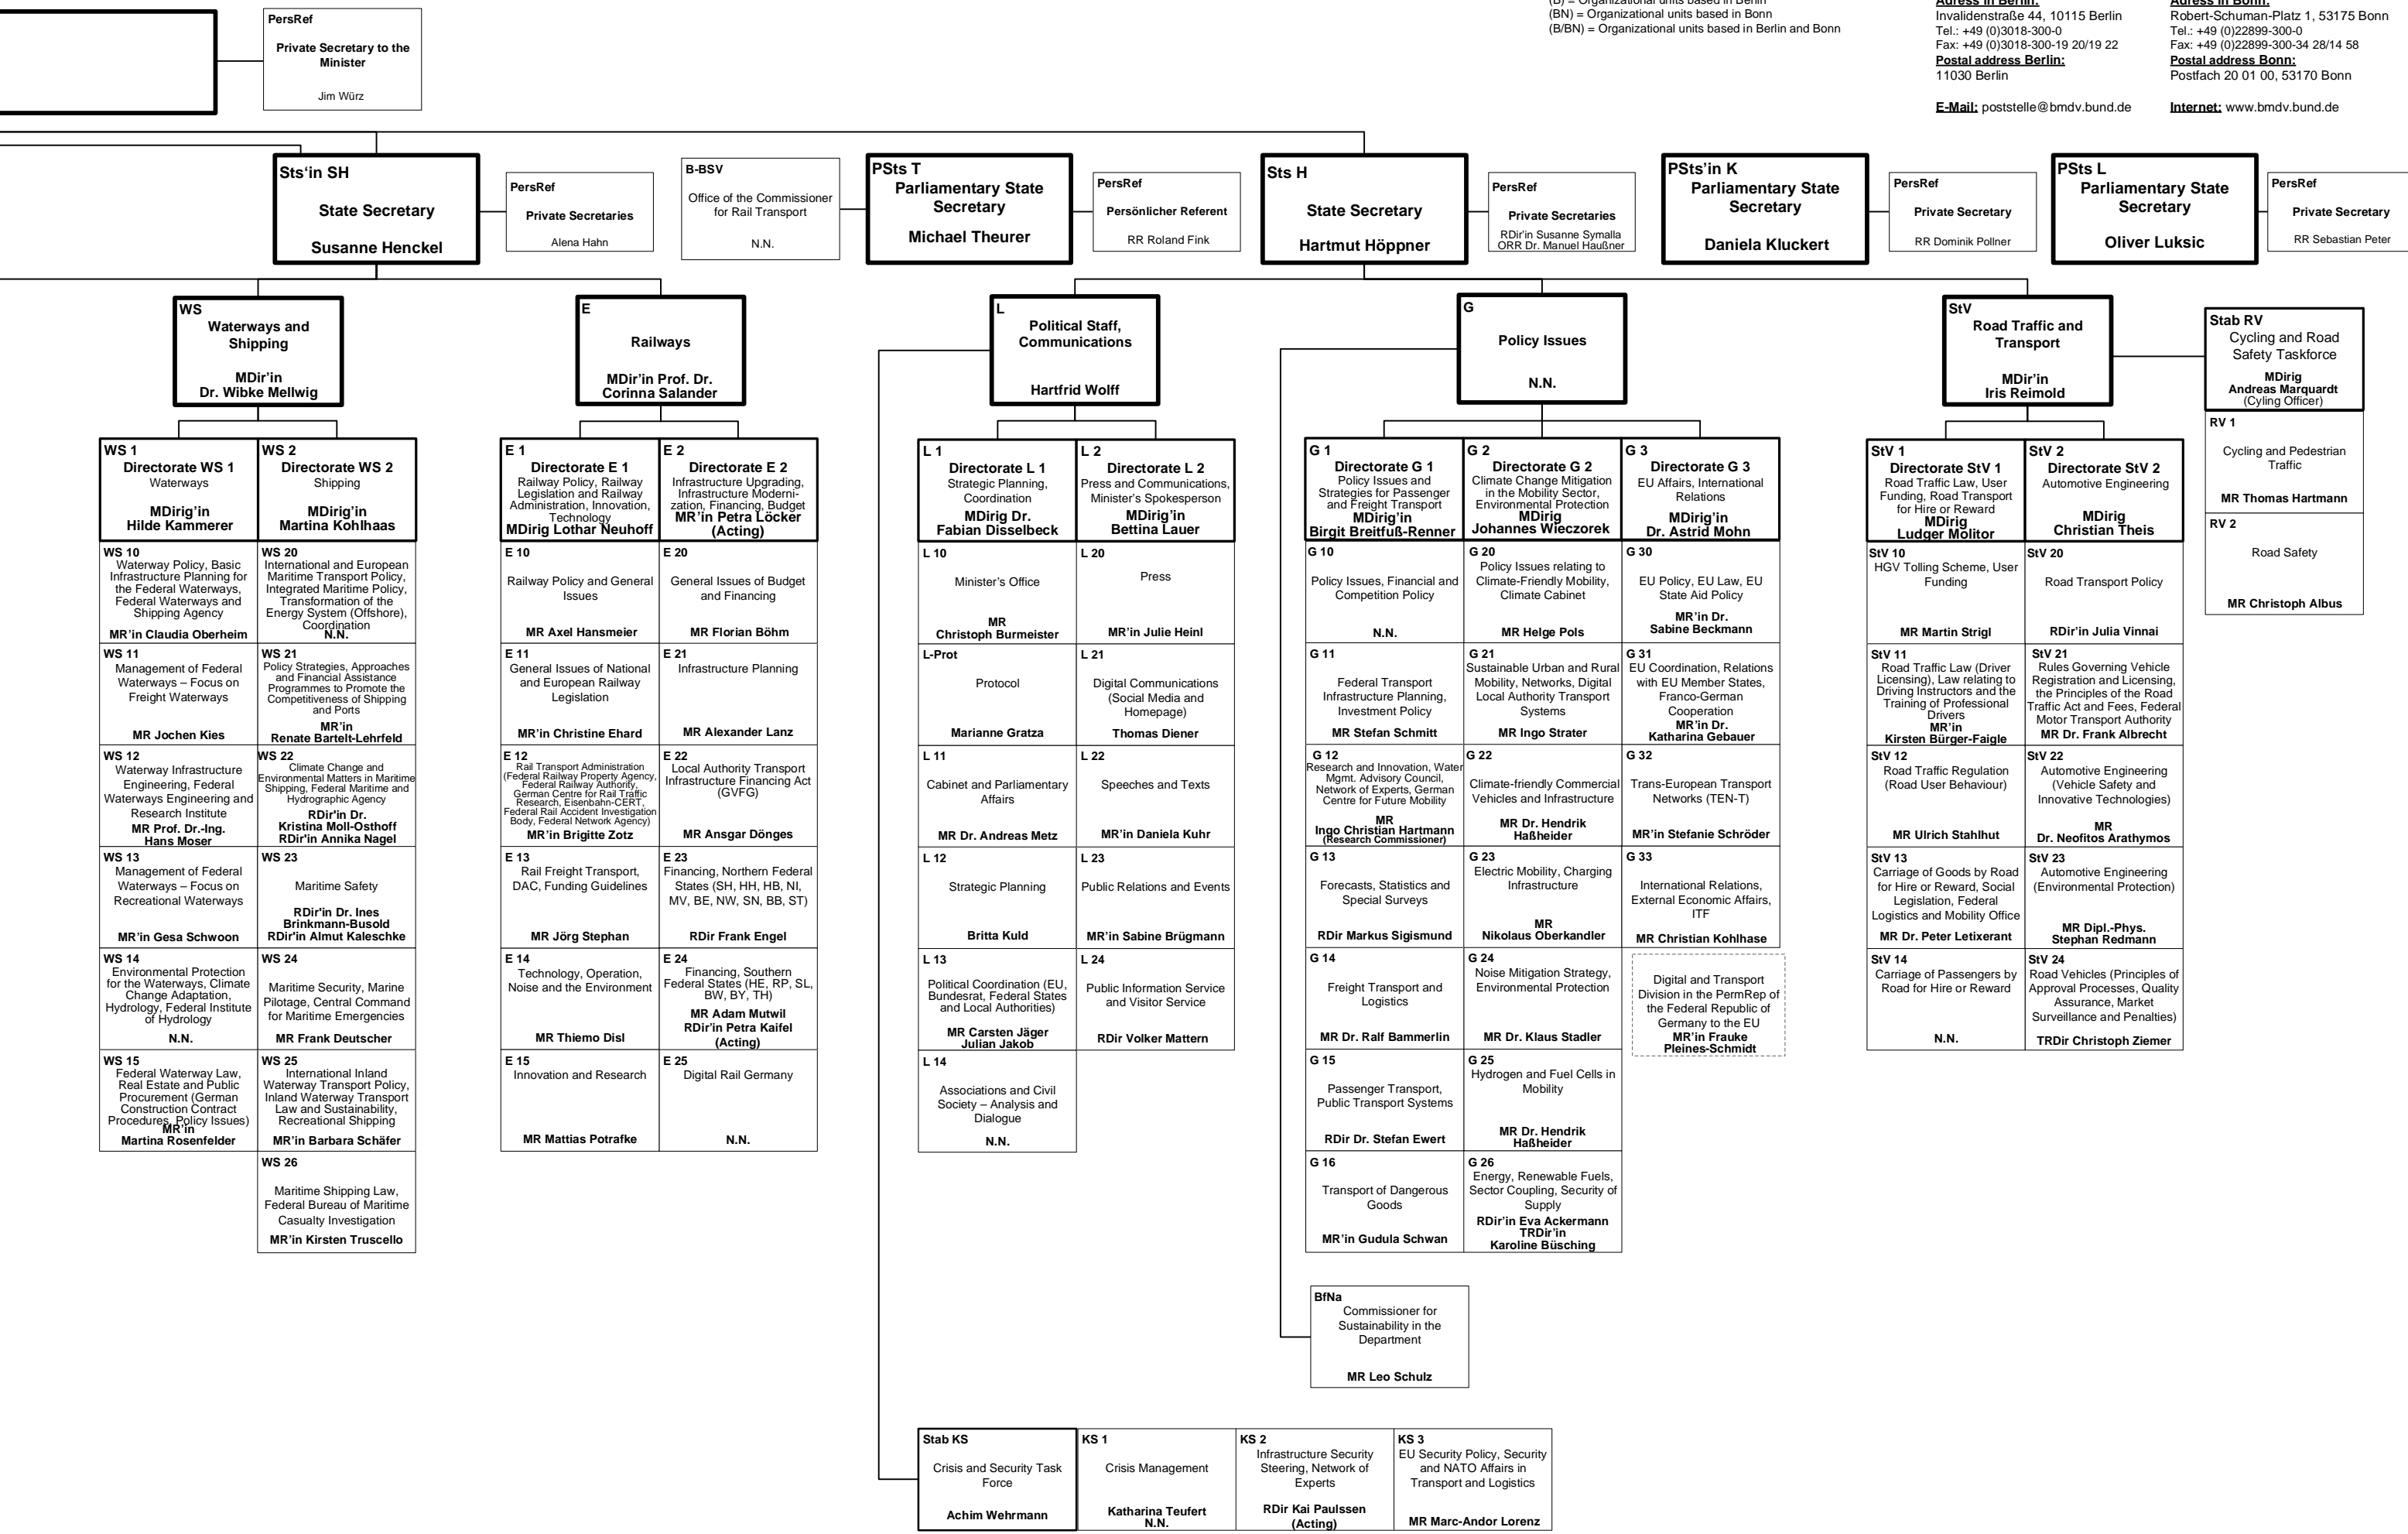 PersRef
Private Secretary to the
Minister
Jim Würz
(B) = Organizational units based in Berlin
(BN) = Organizational units based in Bonn
(B/BN) = Organizational units based in Berlin and Bonn
Adress in Berlin:
Invalidenstraße 44, 10115 Berlin
Tel.: +49 (0)3018-300-0
Fax: +49 (0)3018-300-19 20/19 22
Postal address Berlin:
11030 Berlin
E-Mail: poststelle@bmdv.bund.de
Adress in Bonn:
Robert-Schuman-Platz 1, 53175 Bonn
Tel.: +49 (0)22899-300-0
Fax: +49 (0)22899-300-34 28/14 58
Postal address Bonn:
Postfach 20 01 00, 53170 Bonn
Internet: www.bmdv.bund.de
Sts‘in SH
State Secretary
Susanne Henckel
PersRef
Private Secretaries
Alena Hahn
B-BSV
Office of the Commissioner
for Rail Transport
N.N.
PSts T
Parliamentary State
Secretary
Michael Theurer
PersRef
Persönlicher Referent
RR Roland Fink
Sts H
State Secretary
Hartmut Höppner
PersRef
Private Secretaries
RDir’in Susanne Symalla
ORR Dr. Manuel Haußner
PSts’in K
Parliamentary State
Secretary
Daniela Kluckert
PersRef
Private Secretary
RR Dominik Pollner
PSts L
Parliamentary State
Secretary
Oliver Luksic
PersRef
Private Secretary
RR Sebastian Peter
WS
Waterways and
Shipping
MDir’in
Dr. Wibke Mellwig
E
Railways
MDir’in Prof. Dr.
Corinna Salander
L
Political Staff,
Communications
Hartfrid Wolff
G
Policy Issues
N.N.
StV
Road Traffic and
Transport
MDir’in
Iris Reimold
Stab RV
Cycling and Road
Safety Taskforce
MDirig
Andreas Marquardt
(Cyling Officer)
RV 1
Cycling and Pedestrian
Traffic
MR Thomas Hartmann
RV 2
Road Safety
MR Christoph Albus
WS 1
Directorate WS 1
Waterways
MDirig’in
Hilde Kammerer
WS 10
Waterway Policy, Basic
Infrastructure Planning for
the Federal Waterways,
Federal Waterways and
Shipping Agency
MR’in Claudia Oberheim
WS 11
Management of Federal
Waterways – Focus on
Freight Waterways
MR Jochen Kies
WS 12
Waterway Infrastructure
Engineering, Federal
Waterways Engineering and
Research Institute
MR Prof. Dr.-Ing.
Hans Moser
WS 13
Management of Federal
Waterways – Focus on
Recreational Waterways
MR’in Gesa Schwoon
WS 14
Environmental Protection
for the Waterways, Climate
Change Adaptation,
Hydrology, Federal Institute
of Hydrology
N.N.
WS 15
Federal Waterway Law,
Real Estate and Public
Procurement (German
Construction Contract
Procedures, Policy Issues)
MR’in
Martina Rosenfelder
WS 2
Directorate WS 2
Shipping
MDirig’in
Martina Kohlhaas
WS 20
International and European
Maritime Transport Policy,
Integrated Maritime Policy,
Transformation of the
Energy System (Offshore),
Coordination
N.N.
WS 21
Policy Strategies, Approaches
and Financial Assistance
Programmes to Promote the
Competitiveness of Shipping
and Ports
MR’in
Renate Bartelt-Lehrfeld
WS 22
Climate Change and
Environmental Matters in Maritime
Shipping, Federal Maritime and
Hydrographic Agency
RDir’in Dr.
Kristina Moll-Osthoff
RDir’in Annika Nagel
WS 23
Maritime Safety
RDir’in Dr. Ines
Brinkmann-Busold
RDir’in Almut Kaleschke
WS 24
Maritime Security, Marine
Pilotage, Central Command
for Maritime Emergencies
MR Frank Deutscher
WS 25
International Inland
Waterway Transport Policy,
Inland Waterway Transport
Law and Sustainability,
Recreational Shipping
MR’in Barbara Schäfer
WS 26
Maritime Shipping Law,
Federal Bureau of Maritime
Casualty Investigation
MR’in Kirsten Truscello
E 1
Directorate E 1
Railway Policy, Railway
Legislation and Railway
Administration, Innovation,
Technology
MDirig Lothar Neuhoff
E 10
Railway Policy and General
Issues
MR Axel Hansmeier
E 11
General Issues of National
and European Railway
Legislation
MR’in Christine Ehard
E 12
Rail Transport Administration
(Federal Railway Property Agency,
Federal Railway Authority,
German Centre for Rail Traffic
Research, Eisenbahn-CERT,
Federal Rail Accident Investigation
Body, Federal Network Agency)
MR’in Brigitte Zotz
E 13
Rail Freight Transport,
DAC, Funding Guidelines
MR Jörg Stephan
E 14
Technology, Operation,
Noise and the Environment
MR Thiemo Disl
E 15
Innovation and Research
MR Mattias Potrafke
E 2
Directorate E 2
Infrastructure Upgrading,
Infrastructure Moderni-
zation, Financing, Budget
MR’in Petra Löcker
(Acting)
E 20
General Issues of Budget
and Financing
MR Florian Böhm
E 21
Infrastructure Planning
MR Alexander Lanz
E 22
Local Authority Transport
Infrastructure Financing Act
(GVFG)
MR Ansgar Dönges
E 23
Financing, Northern Federal
States (SH, HH, HB, NI,
MV, BE, NW, SN, BB, ST)
RDir Frank Engel
E 24
Financing, Southern
Federal States (HE, RP, SL,
BW, BY, TH)
MR Adam Mutwil
RDir’in Petra Kaifel
(Acting)
E 25
Digital Rail Germany
N.N.
L 1
Directorate L 1
Strategic Planning,
Coordination
MDirig Dr.
Fabian Disselbeck
L 10
Minister’s Office
MR
Christoph Burmeister
L-Prot
Protocol
Marianne Gratza
L 11
Cabinet and Parliamentary
Affairs
MR Dr. Andreas Metz
L 12
Strategic Planning
Britta Kuld
L 13
Political Coordination (EU,
Bundesrat, Federal States
and Local Authorities)
MR Carsten Jäger
Julian Jakob
L 14
Associations and Civil
Society – Analysis and
Dialogue
N.N.
L 2
Directorate L 2
Press and Communications,
Minister’s Spokesperson
MDirig’in
Bettina Lauer
L 20
Press
MR’in Julie Heinl
L 21
Digital Communications
(Social Media and
Homepage)
Thomas Diener
L 22
Speeches and Texts
MR’in Daniela Kuhr
L 23
Public Relations and Events
MR’in Sabine Brügmann
L 24
Public Information Service
and Visitor Service
RDir Volker Mattern
G 1
Directorate G 1
Policy Issues and
Strategies for Passenger
and Freight Transport
MDirig’in
Birgit Breitfuß-Renner
G 10
Policy Issues, Financial and
Competition Policy
N.N.
G 11
Federal Transport
Infrastructure Planning,
Investment Policy
MR Stefan Schmitt
G 12
Research and Innovation, Water
Mgmt. Advisory Council,
Network of Experts, German
Centre for Future Mobility
MR
Ingo Christian Hartmann
(Research Commissioner)
G 13
Forecasts, Statistics and
Special Surveys
RDir Markus Sigismund
G 14
Freight Transport and
Logistics
MR Dr. Ralf Bammerlin
G 15
Passenger Transport,
Public Transport Systems
RDir Dr. Stefan Ewert
G 16
Transport of Dangerous
Goods
MR’in Gudula Schwan
G 2
Directorate G 2
Climate Change Mitigation
in the Mobility Sector,
Environmental Protection
MDirig
Johannes Wieczorek
G 20
Policy Issues relating to
Climate-Friendly Mobility,
Climate Cabinet
MR Helge Pols
G 21
Sustainable Urban and Rural
Mobility, Networks, Digital
Local Authority Transport
Systems
MR Ingo Strater
G 22
Climate-friendly Commercial
Vehicles and Infrastructure
MR Dr. Hendrik
Haßheider
G 23
Electric Mobility, Charging
Infrastructure
MR
Nikolaus Oberkandler
G 24
Noise Mitigation Strategy,
Environmental Protection
MR Dr. Klaus Stadler
G 25
Hydrogen and Fuel Cells in
Mobility
MR Dr. Hendrik
Haßheider
G 26
Energy, Renewable Fuels,
Sector Coupling, Security of
Supply
RDir’in Eva Ackermann
TRDir’in
Karoline Büsching
G 3
Directorate G 3
EU Affairs, International
Relations
MDirig’in
Dr. Astrid Mohn
G 30
EU Policy, EU Law, EU
State Aid Policy
MR’in Dr.
Sabine Beckmann
G 31
EU Coordination, Relations
with EU Member States,
Franco-German
Cooperation
MR’in Dr.
Katharina Gebauer
G 32
Trans-European Transport
Networks (TEN-T)
MR’in Stefanie Schröder
G 33
International Relations,
External Economic Affairs,
ITF
MR Christian Kohlhase
Digital and Transport
Division in the PermRep of
the Federal Republic of
Germany to the EU
MR’in Frauke
Pleines-Schmidt
StV 1
Directorate StV 1
Road Traffic Law, User
Funding, Road Transport
for Hire or Reward
MDirig
Ludger Molitor
StV 10
HGV Tolling Scheme, User
Funding
MR Martin Strigl
StV 11
Road Traffic Law (Driver
Licensing), Law relating to
Driving Instructors and the
Training of Professional
Drivers
MR’in
Kirsten Bürger-Faigle
StV 12
Road Traffic Regulation
(Road User Behaviour)
MR Ulrich Stahlhut
StV 13
Carriage of Goods by Road
for Hire or Reward, Social
Legislation, Federal
Logistics and Mobility Office
MR Dr. Peter Letixerant
StV 14
Carriage of Passengers by
Road for Hire or Reward
N.N.
StV 2
Directorate StV 2
Automotive Engineering
MDirig
Christian Theis
StV 20
Road Transport Policy
RDir’in Julia Vinnai
StV 21
Rules Governing Vehicle
Registration and Licensing,
the Principles of the Road
Traffic Act and Fees, Federal
Motor Transport Authority
MR Dr. Frank Albrecht
StV 22
Automotive Engineering
(Vehicle Safety and
Innovative Technologies)
MR
Dr. Neofitos Arathymos
StV 23
Automotive Engineering
(Environmental Protection)
MR Dipl.-Phys.
Stephan Redmann
StV 24
Road Vehicles (Principles of
Approval Processes, Quality
Assurance, Market
Surveillance and Penalties)
TRDir Christoph Ziemer
BfNa
Commissioner for
Sustainability in the
Department
MR Leo Schulz
Stab KS
Crisis and Security Task
Force
Achim Wehrmann
KS 1
Crisis Management
Katharina Teufert
N.N.
KS 2
Infrastructure Security
Steering, Network of
Experts
RDir Kai Paulssen
(Acting)
KS 3
EU Security Policy, Security
and NATO Affairs in
Transport and Logistics
MR Marc-Andor Lorenz